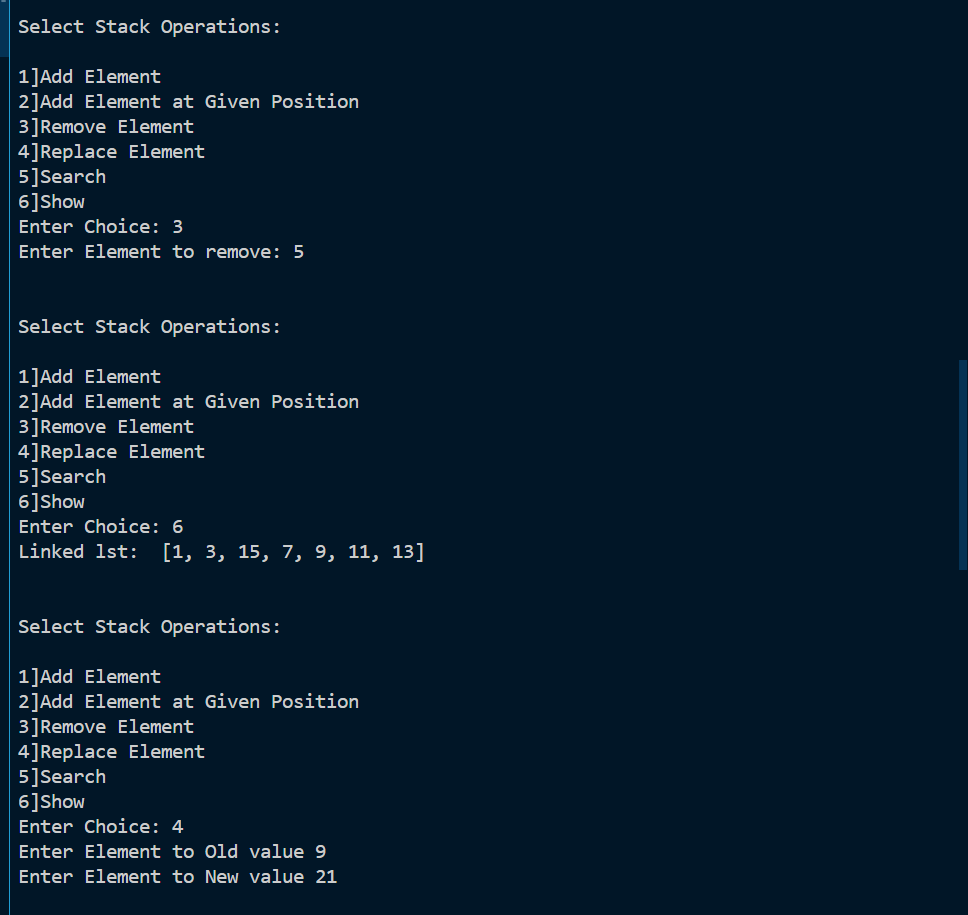 Select Stack Operations:
1]Add Element
2]Add Element at Given Position
3]Remove Element
4]Replace Element
5]Search
6]Show
Enter Choice: 3
Enter Element to remove: 5
Select Stack Operations:
1]Add Element
2]Add Element at Given Position
3]Remove Element
4]Replace Element
5]Search
6]Show
Enter Choice: 6
Linked lst:  [1, 3, 15, 7, 9, 11, 13]
Select Stack Operations:
1]Add Element
2]Add Element at Given Position
3]Remove Element
4]Replace Element
5]Search
6]Show
Enter Choice: 4
Enter Element to Old value 9
Enter Element to New value 21